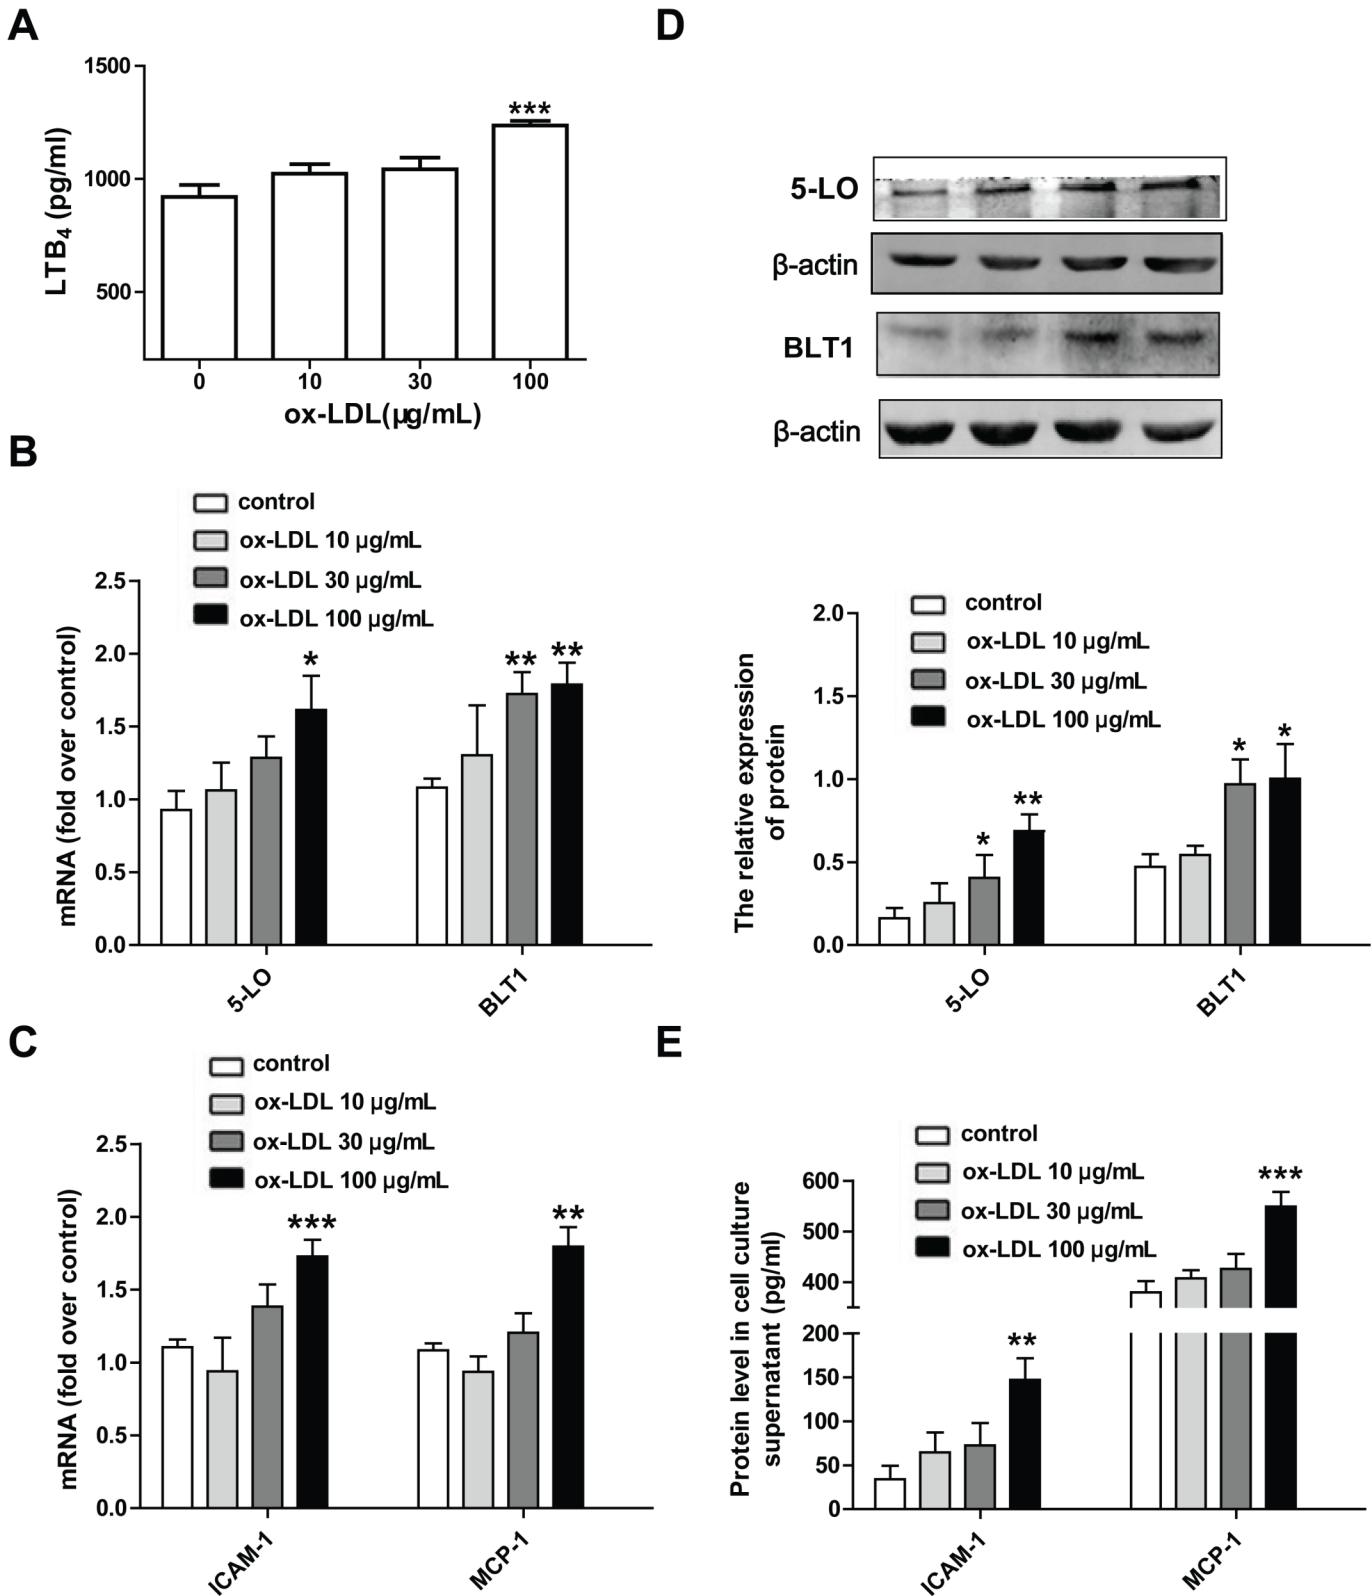 A
1500
1000
500
LTB4 (pg/ml)
***
0 10 30 100
ox-LDL(μg/mL)
B
control
ox-LDL 10 μg/mL
ox-LDL 30 μg/mL
ox-LDL 100 μg/mL
2.5
2.0
1.5
1.0
0.5
0.0
mRNA (fold over control)
* ** **
5-LO BLT1
C
control
ox-LDL 10 μg/mL
ox-LDL 30 μg/mL
ox-LDL 100 μg/mL
2.5
2.0
1.5
1.0
0.5
0.0
mRNA (fold over control)
*** **
ICAM-1 MCP-1
D
5-LO
β-actin
BLT1
β-actin
control
ox-LDL 10 μg/mL
ox-LDL 30 μg/mL
ox-LDL 100 μg/mL
2.0
1.5
1.0
0.5
0.0
The relative expression
of protein
* ** * *
5-LO BLT1
E
control
ox-LDL 10 μg/mL
ox-LDL 30 μg/mL
ox-LDL 100 μg/mL
600
500
400
200
150
100
50
0
Protein level in cell culture
supernatant (pg/ml)
** ***
ICAM-1 MCP-1